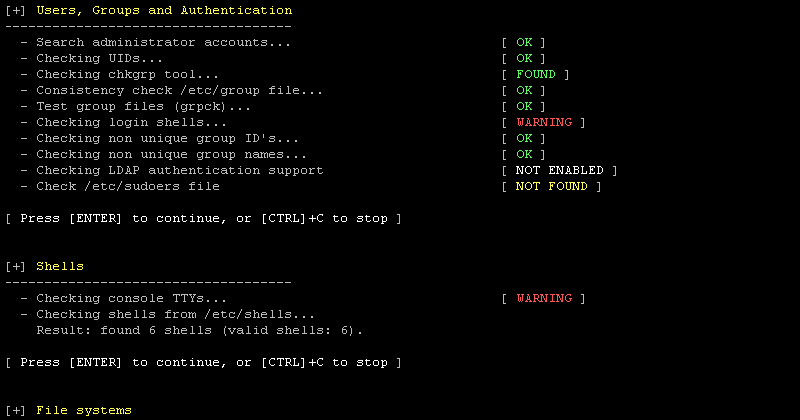 [+] Users, Groups and Authentication
------------------------------------
- Search administrator accounts... [ OK ]
- Checking UIDs... [ OK ]
- Checking chkgrp tool... [ FOUND ]
- Consistency check /etc/group file... [ OK ]
- Test group files (grpck)... [ OK ]
- Checking login shells... [ WARNING ]
- Checking non unique group ID's... [ OK ]
- Checking non unique group names... [ OK ]
- Checking LDAP authentication support [ NOT ENABLED ]
- Check /etc/sudoers file [ NOT FOUND ]
[ Press [ENTER] to continue, or [CTRL]+C to stop ]
[+] Shells
------------------------------------
- Checking console TTYs... [ WARNING ]
- Checking shells from /etc/shells...
Result: found 6 shells (valid shells: 6).
[ Press [ENTER] to continue, or [CTRL]+C to stop ]
[+] File systems